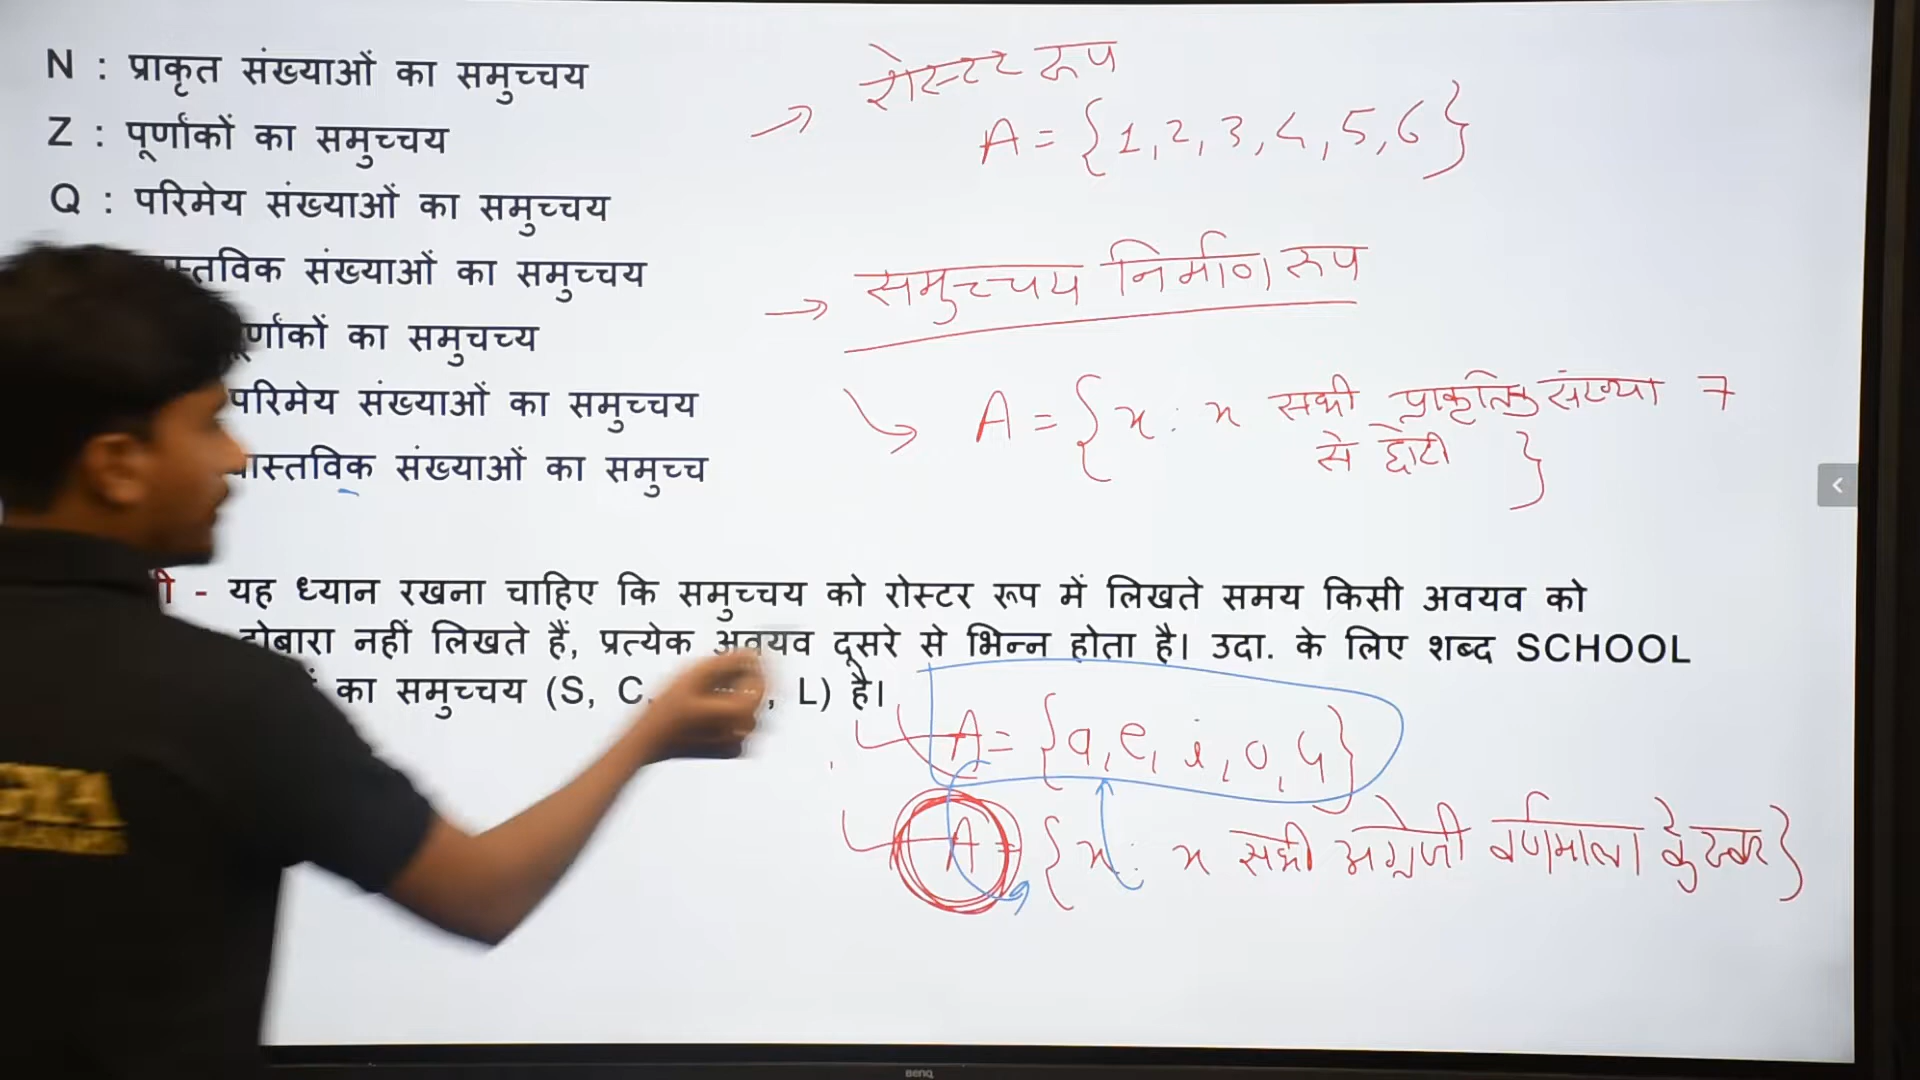 N : प्राकृत संख्याओं का समुच्चय
Z : पूर्णांकों का समुच्चय
Q : परिमेय संख्याओं का समुच्चय
संख्याओं का समुच्चय
का समुचच्य
परिमेय संख्याओं का समुच्चय
संख्याओं का समुच्च
- यह ध्यान रखना चाहिए कि समुच्चय को रोस्टर रूप में लिखते समय किसी अवयव को
नहीं लिखते हैं, प्रत्येक अवयव दूसरे से भिन्न होता है। उदा. के लिए शब्द SCHOOL
का समुच्चय (S, C, L) है।
रोस्टर रूप
A = {1, 2, 3, 4, 5, 6}
समुच्चय निर्माण रूप
A = {x : x सभी प्राकृतिक संख्या 7
से छोटी }
A = {a, e, i, o, u}
A = {x : x सभी अंग्रेजी वर्णमाला के स्वर}
BenQ